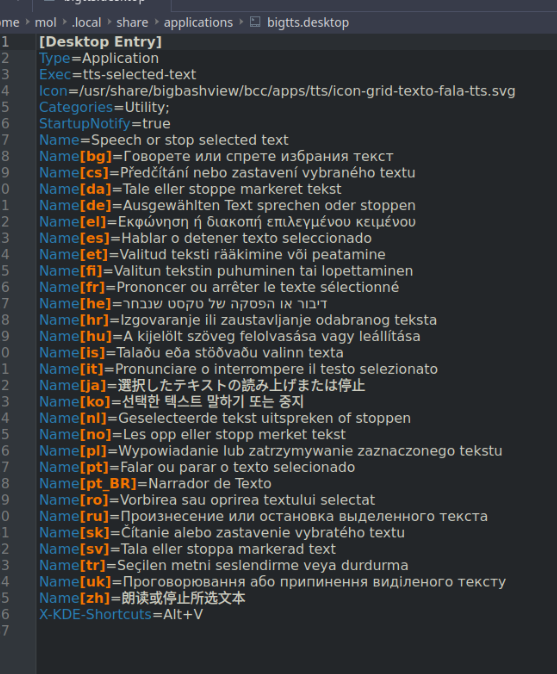 ome › mol › .local › share › applications › bigtts.desktop
1 [Desktop Entry]
2 Type=Application
3 Exec=tts-selected-text
4 Icon=/usr/share/bigbashview/bcc/apps/tts/icon-grid-texto-fala-tts.svg
5 Categories=Utility;
6 StartupNotify=true
7 Name=Speech or stop selected text
8 Name[bg]=Говорете или спрете избрания текст
9 Name[cs]=Předčítání nebo zastavení vybraného textu
0 Name[da]=Tale eller stoppe markeret tekst
1 Name[de]=Ausgewählten Text sprechen oder stoppen
2 Name[el]=Εκφώνηση ή διακοπή επιλεγμένου κειμένου
3 Name[es]=Hablar o detener texto seleccionado
4 Name[et]=Valitud teksti rääkimine või peatamine
5 Name[fi]=Valitun tekstin puhuminen tai lopettaminen
6 Name[fr]=Prononcer ou arrêter le texte sélectionné
7 Name[he]=דיבור או הפסקה של טקסט שנבחר
8 Name[hr]=Izgovaranje ili zaustavljanje odabranog teksta
9 Name[hu]=A kijelölt szöveg felolvasása vagy leállítása
0 Name[is]=Talaðu eða stöðvaðu valinn texta
1 Name[it]=Pronunciare o interrompere il testo selezionato
2 Name[ja]=選択したテキストの読み上げまたは停止
3 Name[ko]=선택한 텍스트 말하기 또는 중지
4 Name[nl]=Geselecteerde tekst uitspreken of stoppen
5 Name[no]=Les opp eller stopp merket tekst
6 Name[pl]=Wypowiadanie lub zatrzymywanie zaznaczonego tekstu
7 Name[pt]=Falar ou parar o texto selecionado
8 Name[pt_BR]=Narrador de Texto
9 Name[ro]=Vorbirea sau oprirea textului selectat
0 Name[ru]=Произнесение или остановка выделенного текста
1 Name[sk]=Čítanie alebo zastavenie vybratého textu
2 Name[sv]=Tala eller stoppa markerad text
3 Name[tr]=Seçilen metni seslendirme veya durdurma
4 Name[uk]=Проговорювання або припинення виділеного тексту
5 Name[zh]=朗读或停止所选文本
6 X-KDE-Shortcuts=Alt+V
7